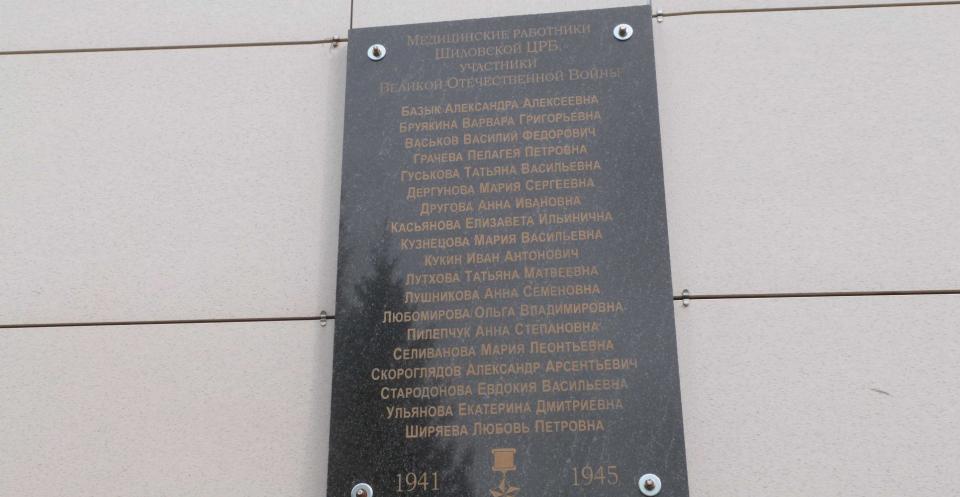 Медицинские работники
Шиловской ЦРБ,
участники
Великой Отечественной Войны
Базык Александра Алексеевна
Бруякина Варвара Григорьевна
Васьков Василий Федорович
Грачёва Пелагея Петровна
Гуськова Татьяна Васильевна
Дергунова Мария Сергеевна
Другова Анна Ивановна
Касьянова Елизавета Ильинична
Кузнецова Мария Васильевна
Кукин Иван Антонович
Лутхова Татьяна Матвеевна
Лушникова Анна Семеновна
Любомирова Ольга Владимировна
Пилепчук Анна Степановна
Селиванова Мария Леонтьевна
Скороглядов Александр Арсентьевич
Стародонова Евдокия Васильевна
Ульянова Екатерина Дмитриевна
Ширяева Любовь Петровна
1941 1945